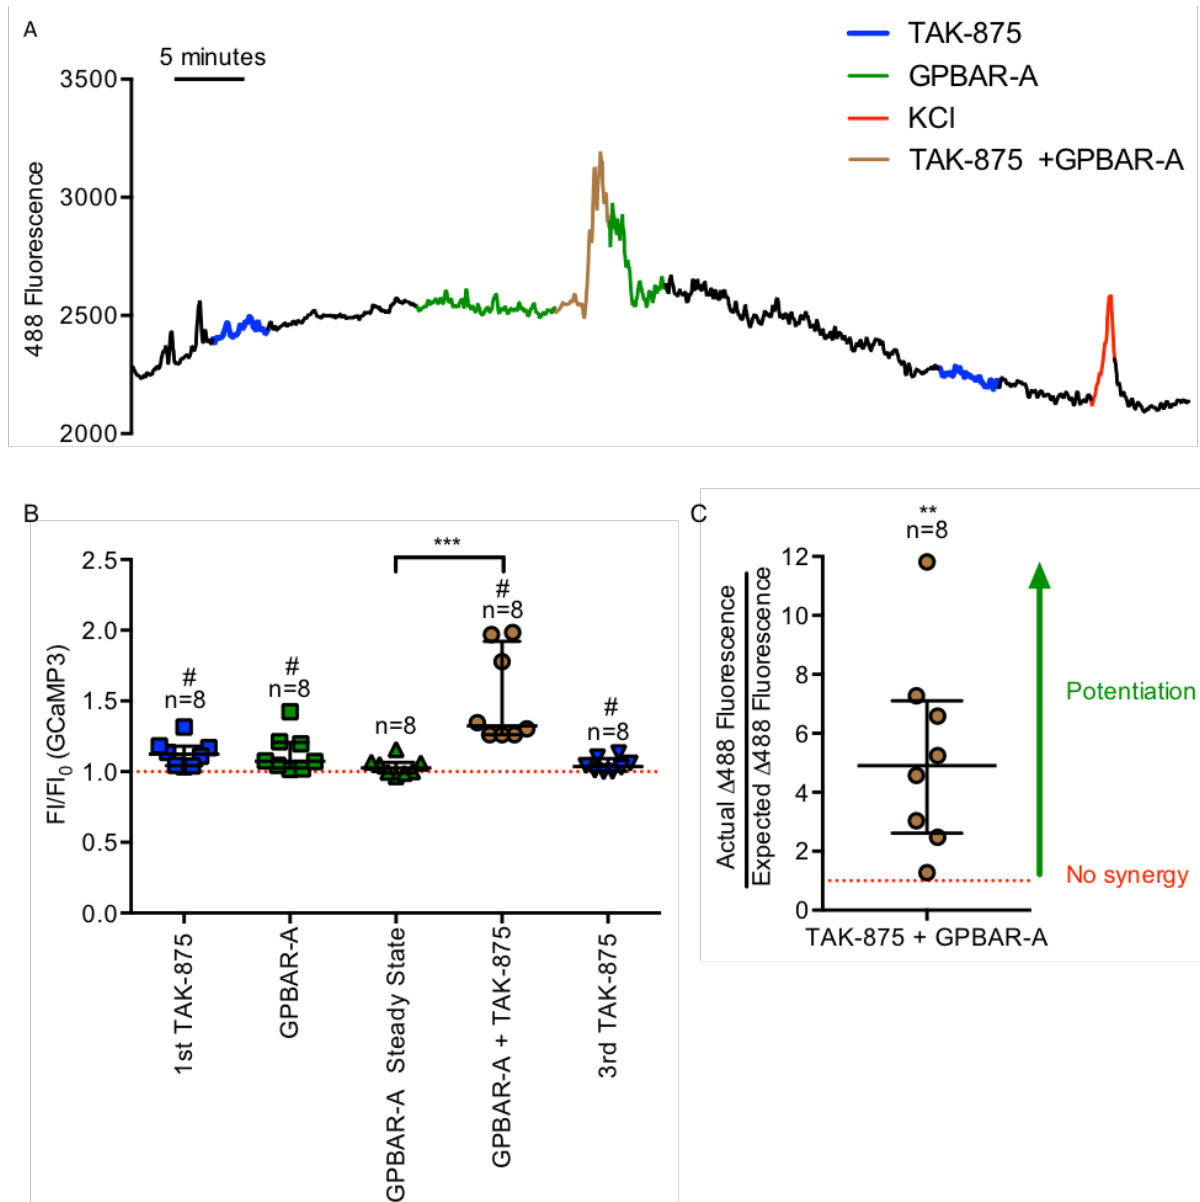 A
5 minutes
TAK-875
GPBAR-A
KCl
TAK-875 +GPBAR-A
3500
3000
2500
2000
488 Fluorescence
B
***
#
n=8
#
n=8
n=8
#
n=8
#
n=8
2.5
2.0
1.5
1.0
0.5
0.0
FI/FI0 (GCaMP3)
1st TAK-875
GPBAR-A
GPBAR-A Steady State
GPBAR-A + TAK-875
3rd TAK-875
C
**
n=8
12
10
8
6
4
2
0
Actual Δ488 Fluorescence
Expected Δ488 Fluorescence
Potentiation
No synergy
TAK-875 + GPBAR-A